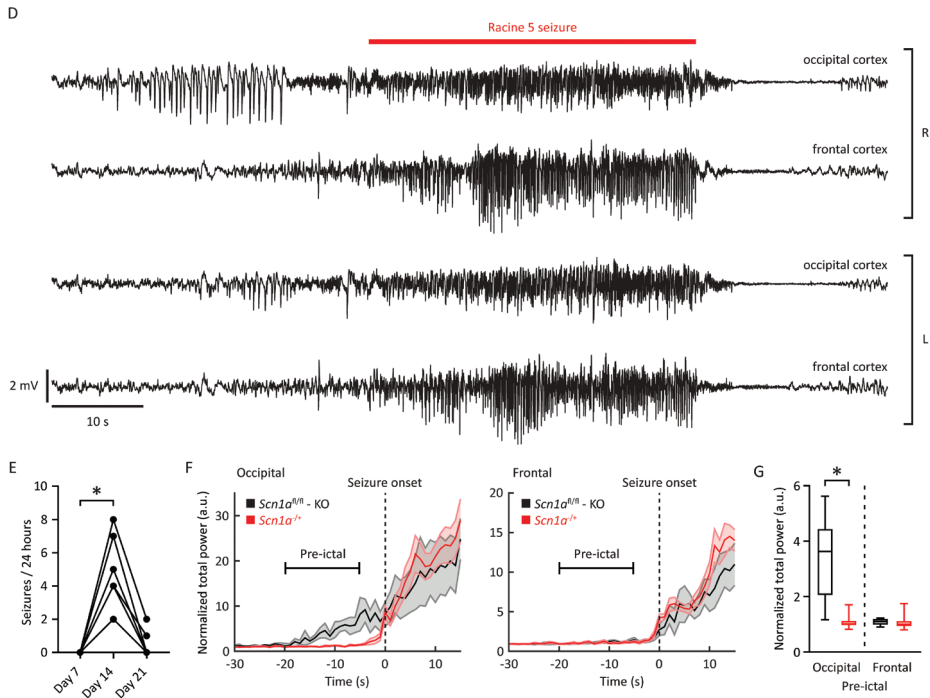 D
Racine 5 seizure
occipital cortex
R
frontal cortex
occipital cortex
L
frontal cortex
2 mV
10 s
E
Seizures / 24 hours
10
8
6
4
2
0
*
Day 7
Day 14
Day 21
F
Occipital
Seizure onset
Scn1a^fl/fl - KO
Scn1a^-/+
Pre-ictal
Normalized total power (a.u.)
40
30
20
10
0
-30
-20
-10
0
10
Time (s)
Frontal
Seizure onset
Scn1a^fl/fl - KO
Scn1a^-/+
Pre-ictal
Normalized total power (a.u.)
20
15
10
5
0
-30
-20
-10
0
10
Time (s)
G
Normalized total power (a.u.)
6
4
2
0
*
Occipital
Frontal
Pre-ictal